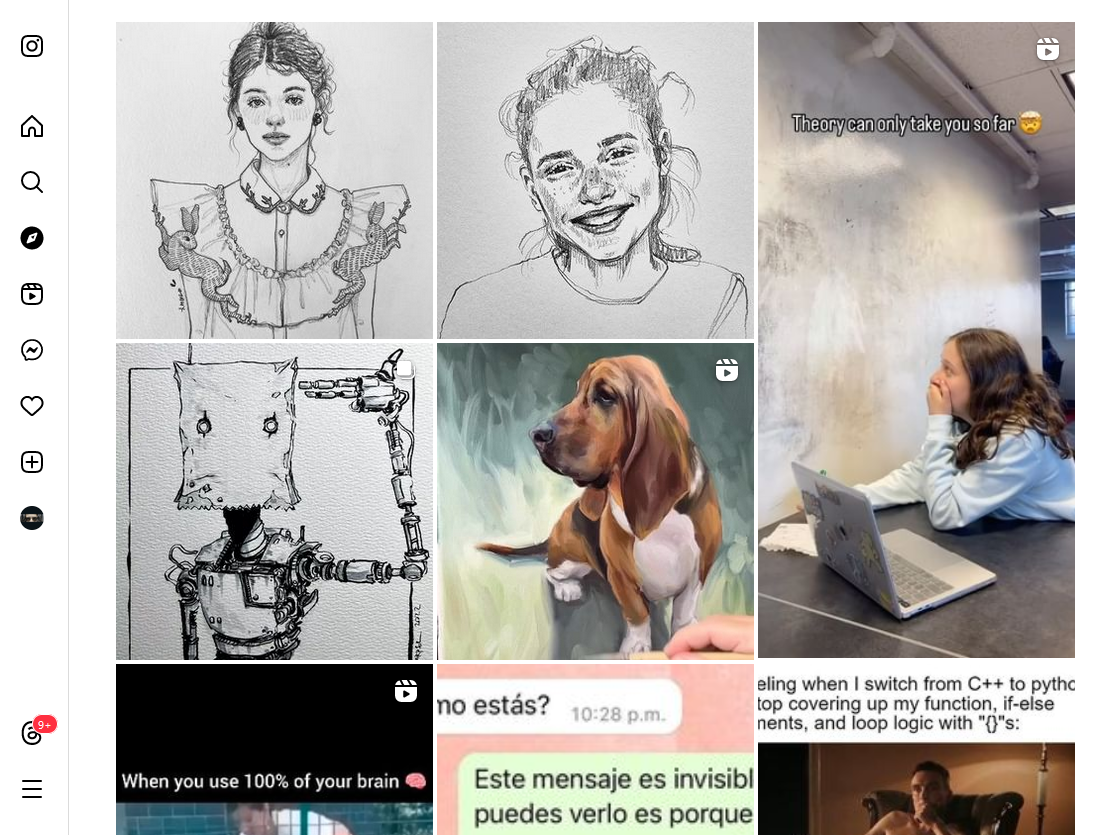 Theory can only take you so far 🤯
2022
When you use 100% of your brain 🧠
mo estás?
10:28 p.m.
Este mensaje es invisibl
puedes verlo es porque
eling when I switch from C++ to pytho
top covering up my function, if-else
ments, and loop logic with "{}"s:
9+